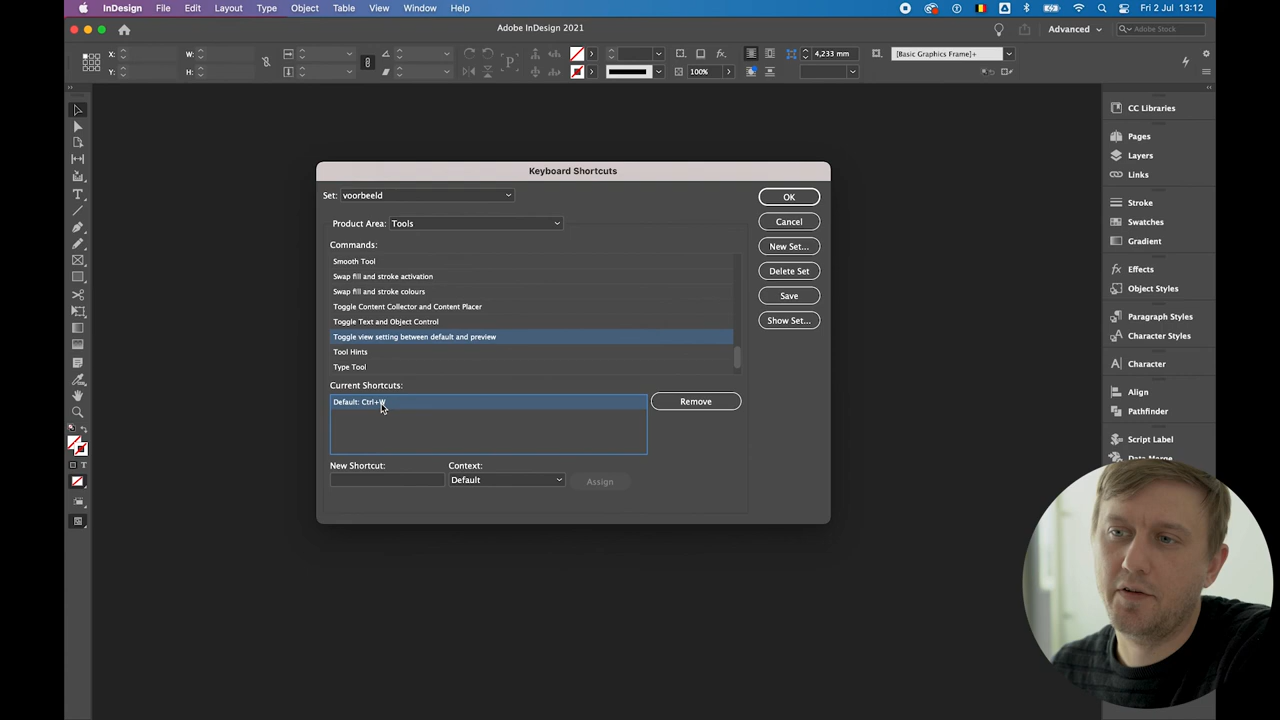 InDesign File Edit Layout Type Object Table View Window Help Fri 2 Jul 13:12
Adobe InDesign 2021
Advanced
Adobe Stock
X: W: 4,233 mm [Basic Graphics Frame]+
Y: H: P fx. 100%
CC Libraries
Pages
Layers
Links
Stroke
Swatches
Gradient
Effects
Object Styles
Paragraph Styles
Character Styles
Character
Align
Pathfinder
Script Label
Data Merge
Keyboard Shortcuts
Set: voorbeeld
OK
Product Area: Tools
Cancel
Commands:
New Set...
Smooth Tool
Delete Set
Swap fill and stroke activation
Swap fill and stroke colours
Save
Toggle Content Collector and Content Placer
Toggle Text and Object Control
Show Set...
Toggle view setting between default and preview
Tool Hints
Type Tool
Current Shortcuts:
Default: Ctrl+W
Remove
New Shortcut: Context:
Default
Assign